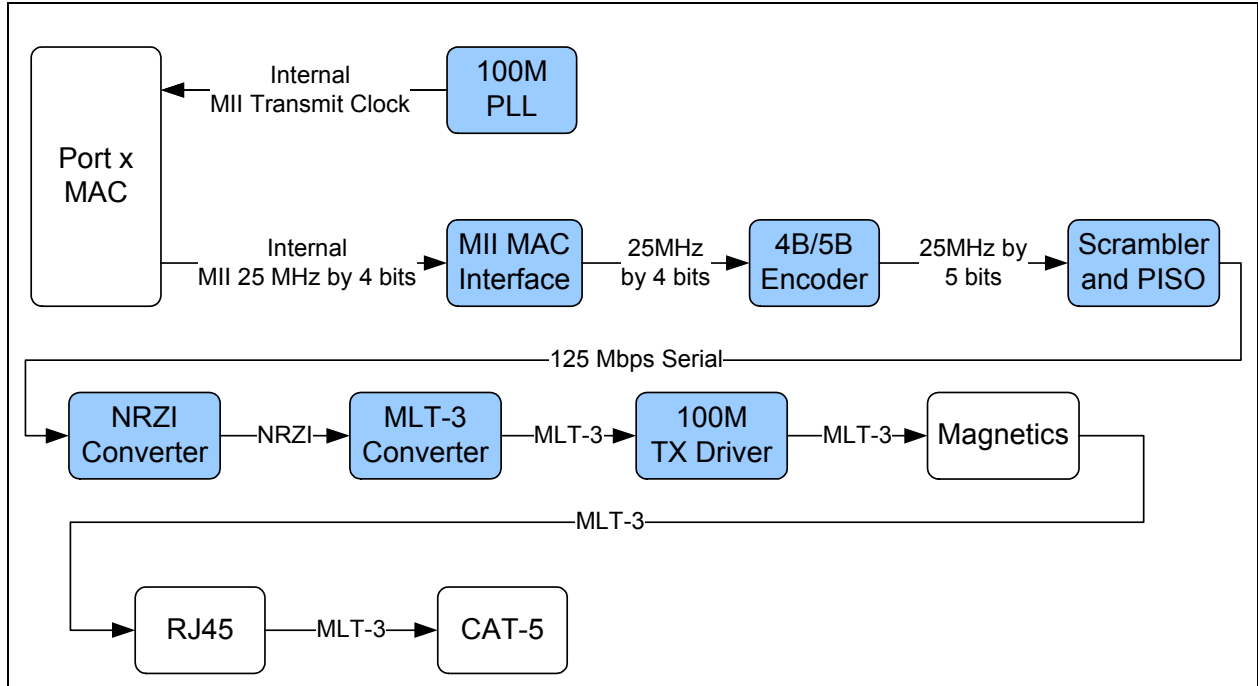 Internal
MII Transmit Clock
100M
PLL
Port x
MAC
Internal
MII 25 MHz by 4 bits
MII MAC
Interface
25MHz
by 4 bits
4B/5B
Encoder
25MHz by
5 bits
Scrambler
and PISO
125 Mbps Serial
NRZI
Converter
NRZI
MLT-3
Converter
MLT-3
100M
TX Driver
MLT-3
Magnetics
MLT-3
RJ45
MLT-3
CAT-5